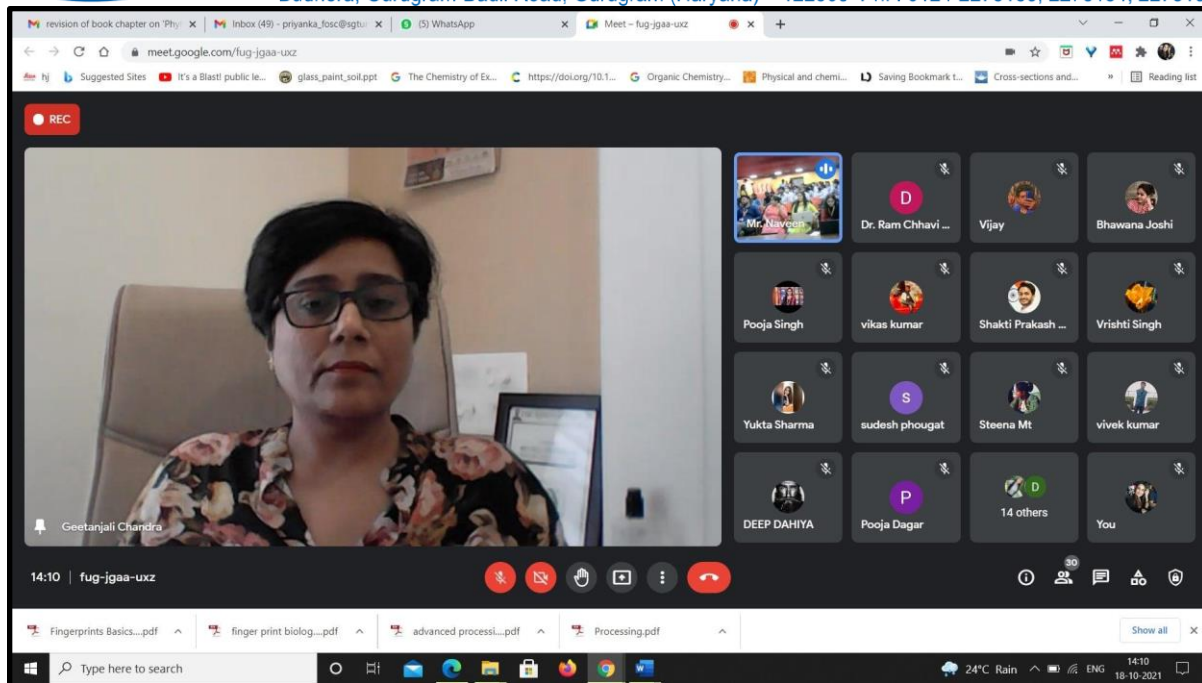 Budhera, Gurugram-Badli Road, Gurugram (Haryana)
revision of book chapter on 'Phy
Inbox (49) - priyanka_fosc@sgtu
(5) WhatsApp
Meet – fug-jgaa-uxz
meet.google.com/fug-jgaa-uxz
hj
Suggested Sites
It's a Blast! public le...
glass_paint_soil.ppt
The Chemistry of Ex...
https://doi.org/10.1...
Organic Chemistry...
Physical and chemi...
Saving Bookmark t...
Cross-sections and...
»
Reading list
REC
Mr. Naveen
D
Dr. Ram Chhavi ...
Vijay
Bhawana Joshi
Pooja Singh
vikas kumar
Shakti Prakash ...
Vrishti Singh
Yukta Sharma
s
sudesh phougat
Steena Mt
vivek kumar
DEEP DAHIYA
P
Pooja Dagar
D
14 others
You
Geetanjali Chandra
14:10 | fug-jgaa-uxz
30
Fingerprints Basics....pdf
finger print biolog....pdf
advanced processi....pdf
Processing.pdf
Show all
Type here to search
24°C Rain
ENG
14:10
18-10-2021